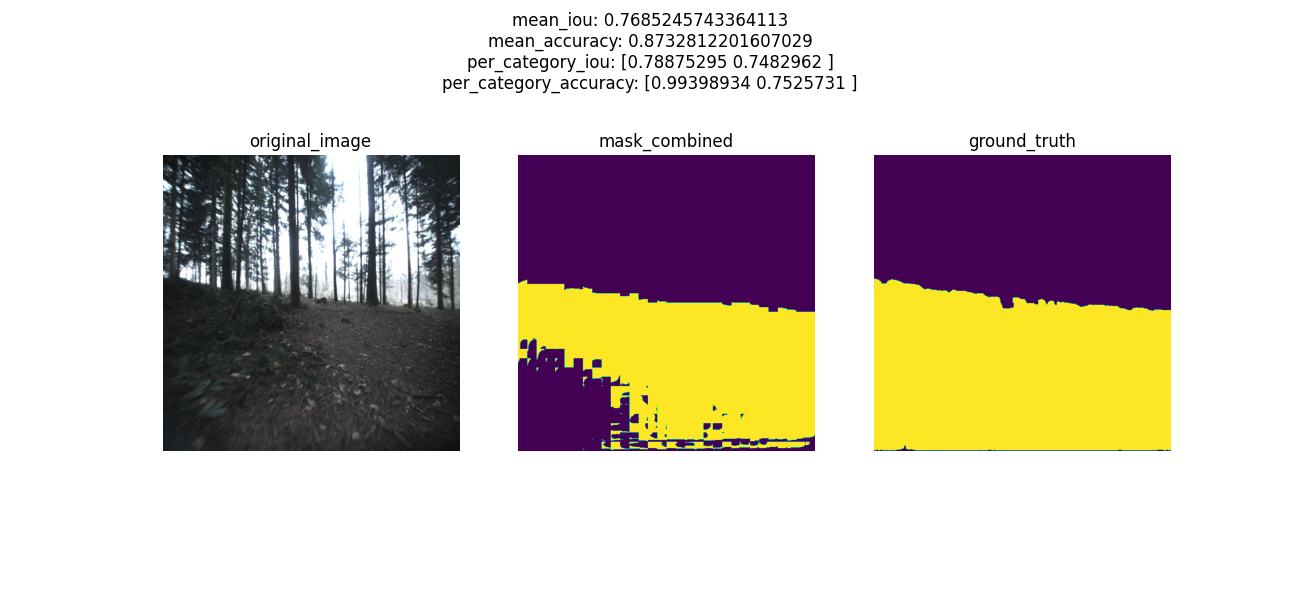 mean_iou: 0.7685245743364113
mean_accuracy: 0.8732812201607029
per_category_iou: [0.78875295 0.7482962 ]
per_category_accuracy: [0.99398934 0.7525731 ]
original_image
mask_combined
ground_truth